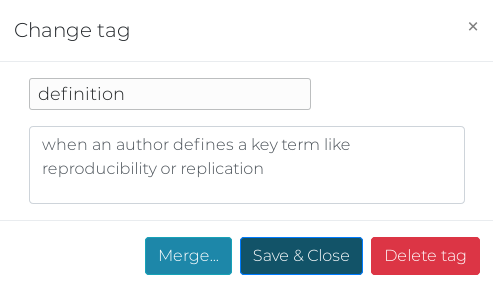 Change tag ×
definition
when an author defines a key term like
reproducibility or replication
Merge... Save & Close Delete tag